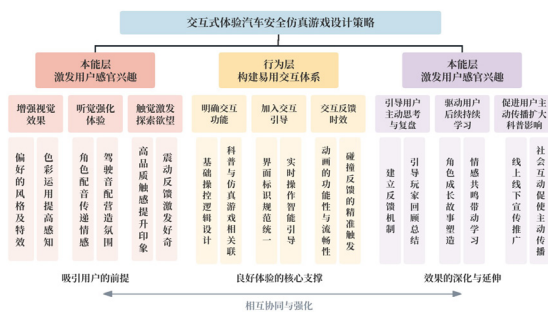 交互式体验汽车安全仿真游戏设计策略
本能层
激发用户感官兴趣
行为层
构建易用交互体系
本能层
激发用户感官兴趣
增强视觉
效果
听觉强化
体验
触觉激发
探索欲望
明确交互
功能
加入交互
引导
交互反馈
时效
引导用户
主动思考
与复盘
驱动用户
后续持续
学习
促进用户主
动传播扩大
科普影响
偏好的风格及特效
色彩运用提高感知
角色配音传递情感
驾驶音配营造氛围
高品质触感提升印象
震动反馈激发好奇
基础操控逻辑设计
科普与仿真游戏相关联
界面标识规范统一
实时操作智能引导
动画的功能性与流畅性
碰撞反馈的精准触发
建立反馈机制
引导玩家回顾总结
角色成长故事塑造
情感共鸣带动学习
线上线下宣传推广
社会互动促使主动传播
吸引用户的前提
良好体验的核心支撑
效果的深化与延伸
相互协同与强化